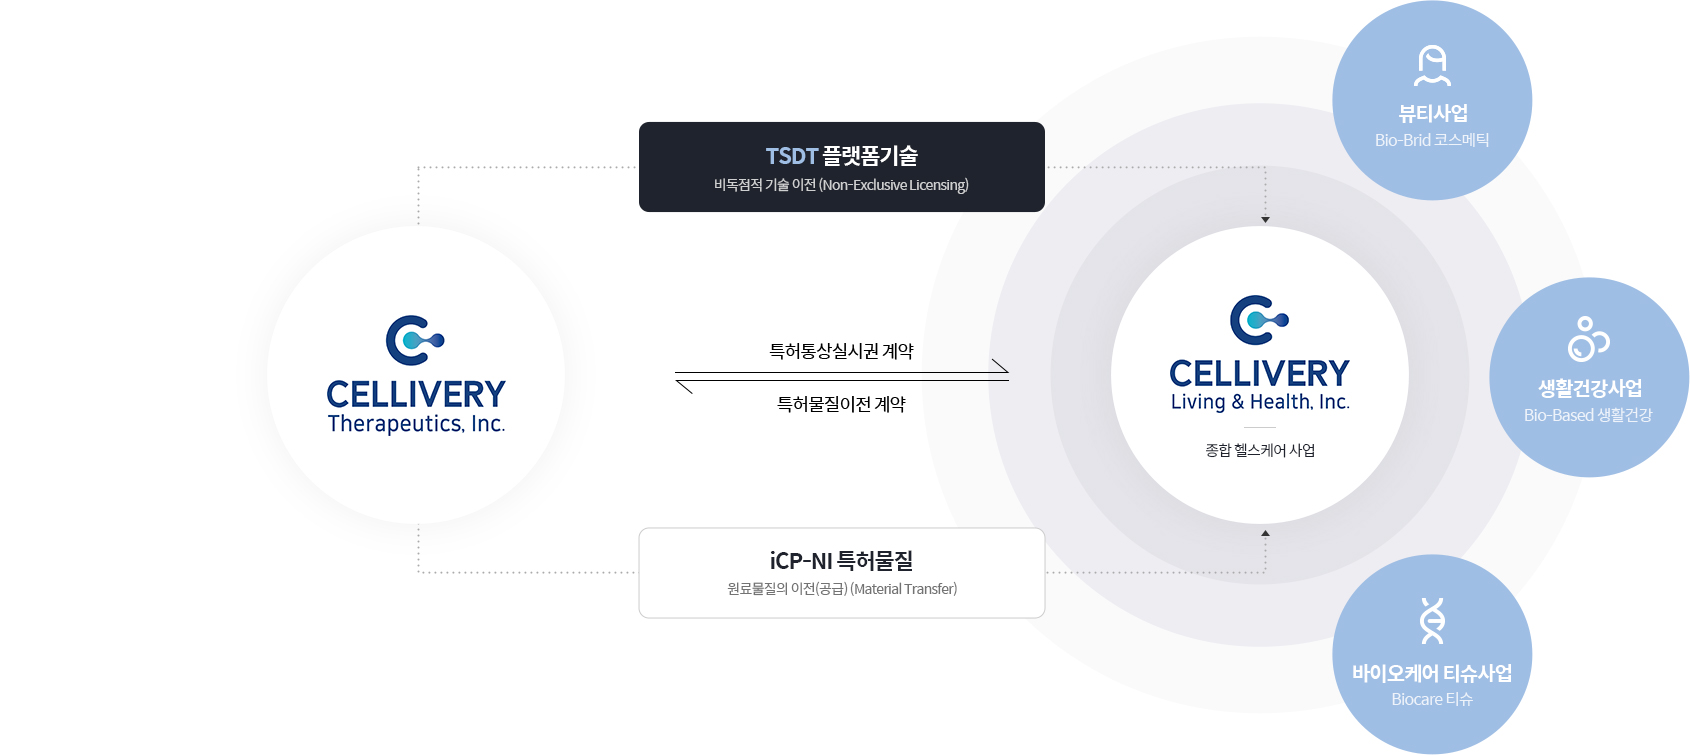 TSDT 플랫폼기술
비독점적 기술 이전 (Non-Exclusive Licensing)
CELLIVERY
Therapeutics, Inc.
특허통상실시권 계약
특허물질이전 계약
CELLIVERY
Living & Health, Inc.
종합 헬스케어 사업
iCP-NI 특허물질
원료물질의 이전(공급) (Material Transfer)
뷰티사업
Bio-Brid 코스메틱
생활건강사업
Bio-Based 생활건강
바이오케어 티슈사업
Biocare 티슈